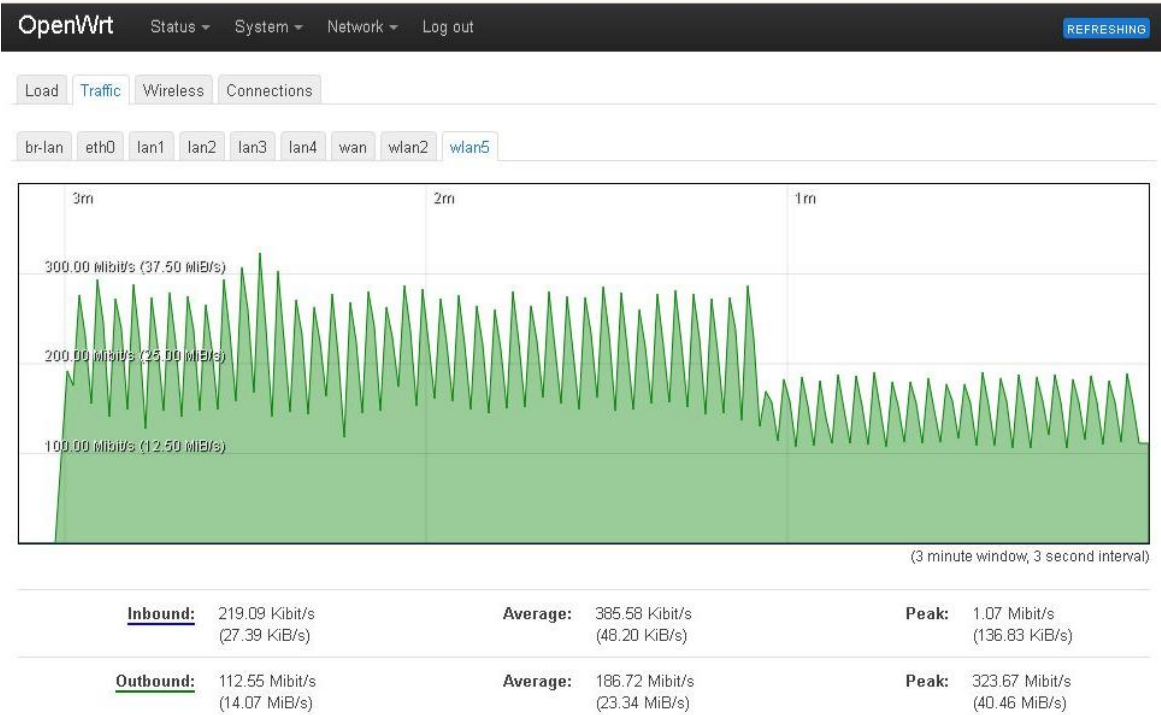 OpenWrt Status System Network Log out REFRESHING
Load Traffic Wireless Connections
br-lan eth0 lan1 lan2 lan3 lan4 wan wlan2 wlan5
3m 2m 1m
300.00 Mibit/s (37.50 MiB/s)
200.00 Mibit/s (25.00 MiB/s)
100.00 Mibit/s (12.50 MiB/s)
(3 minute window, 3 second interval)
Inbound: 219.09 Kibit/s Average: 385.58 Kibit/s Peak: 1.07 Mibit/s
(27.39 KiB/s) (48.20 KiB/s) (136.83 KiB/s)
Outbound: 112.55 Mibit/s Average: 186.72 Mibit/s Peak: 323.67 Mibit/s
(14.07 MiB/s) (23.34 MiB/s) (40.46 MiB/s)